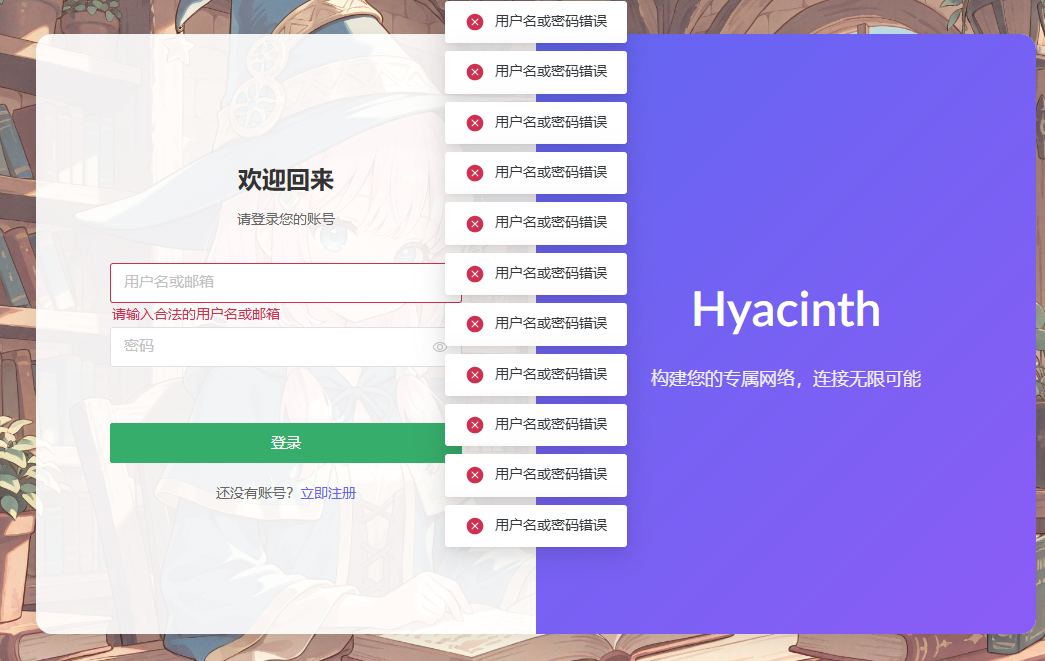 用户名或密码错误
用户名或密码错误
用户名或密码错误
用户名或密码错误
用户名或密码错误
用户名或密码错误
用户名或密码错误
用户名或密码错误
用户名或密码错误
用户名或密码错误
用户名或密码错误
欢迎回来
请登录您的账号
用户名或邮箱
请输入合法的用户名或邮箱
密码
登录
还没有账号？立即注册
Hyacinth
构建您的专属网络，连接无限可能